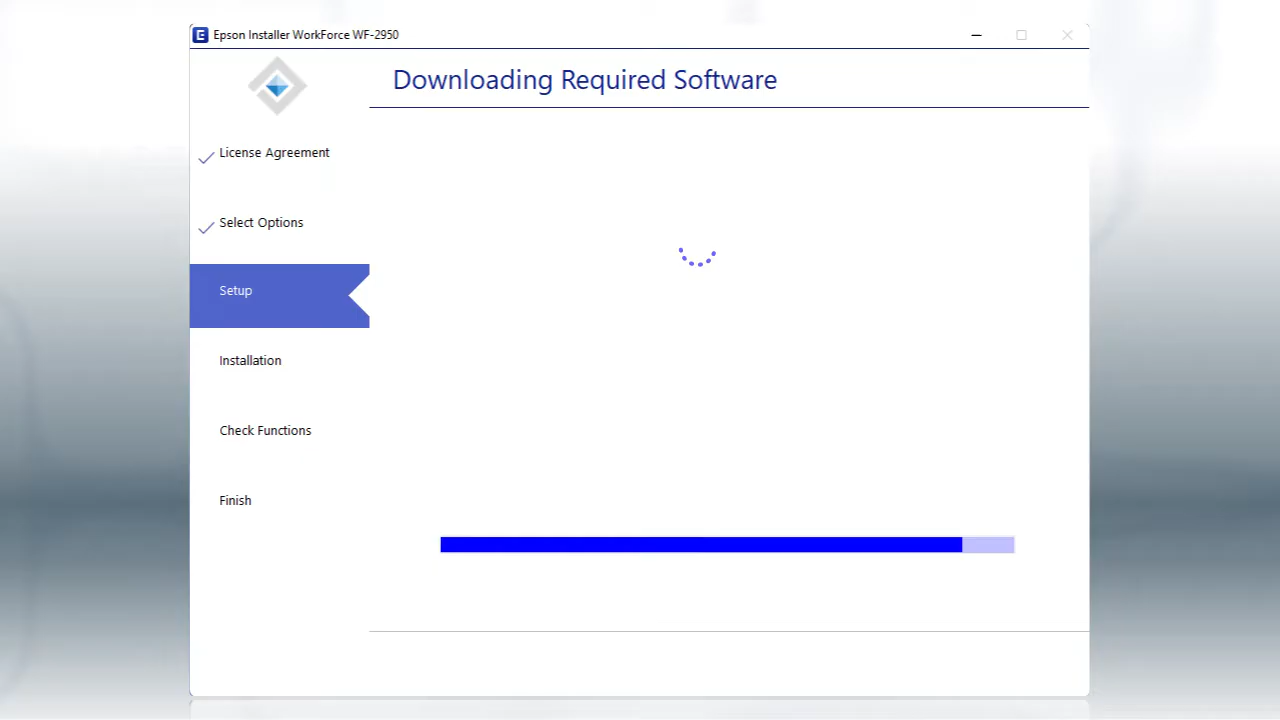 Epson Installer WorkForce WF-2950
Downloading Required Software
License Agreement
Select Options
Setup
Installation
Check Functions
Finish